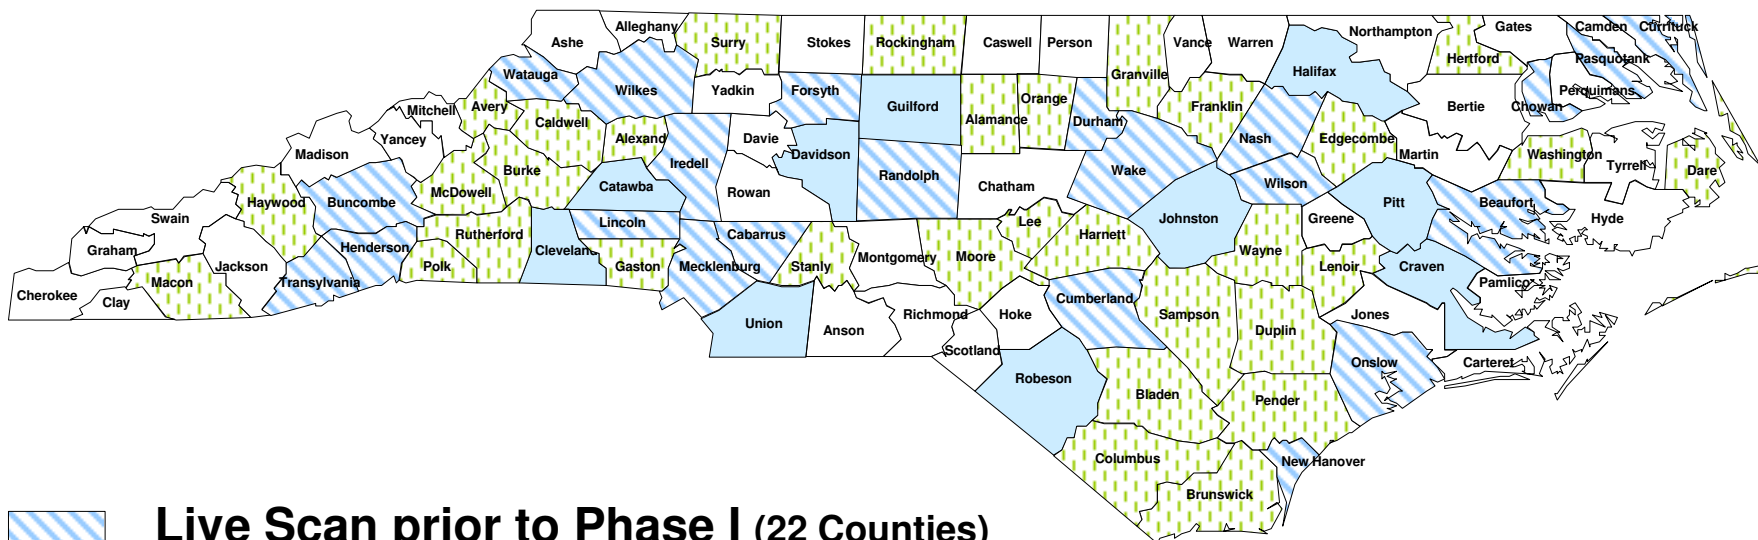 Alleghany
Ashe
Surry
Stokes
Rockingham
Caswell
Person
Vance
Warren
Northampton
Gates
Camden
Currituck
Watauga
Wilkes
Yadkin
Forsyth
Guilford
Granville
Halifax
Hertford
Pasquotank
Mitchell
Avery
Caldwell
Alexand
Iredell
Davie
Davidson
Alamance
Orange
Durham
Franklin
Nash
Edgecombe
Bertie
Chowan
Perquimans
Madison
Yancey
McDowell
Burke
Catawba
Rowan
Randolph
Chatham
Wake
Wilson
Martin
Washington
Tyrrell
Dare
Swain
Haywood
Buncombe
Rutherford
Cleveland
Lincoln
Cabarrus
Lee
Harnett
Johnston
Greene
Pitt
Beaufort
Hyde
Graham
Jackson
Henderson
Polk
Gaston
Mecklenburg
Stanly
Montgomery
Moore
Wayne
Lenoir
Craven
Pamlico
Cherokee
Clay
Macon
Transylvania
Union
Anson
Richmond
Hoke
Cumberland
Sampson
Duplin
Jones
Scotland
Robeson
Bladen
Pender
Onslow
Carteret
Columbus
Brunswick
New Hanover
Live Scan prior to Phase I (22 Counties)